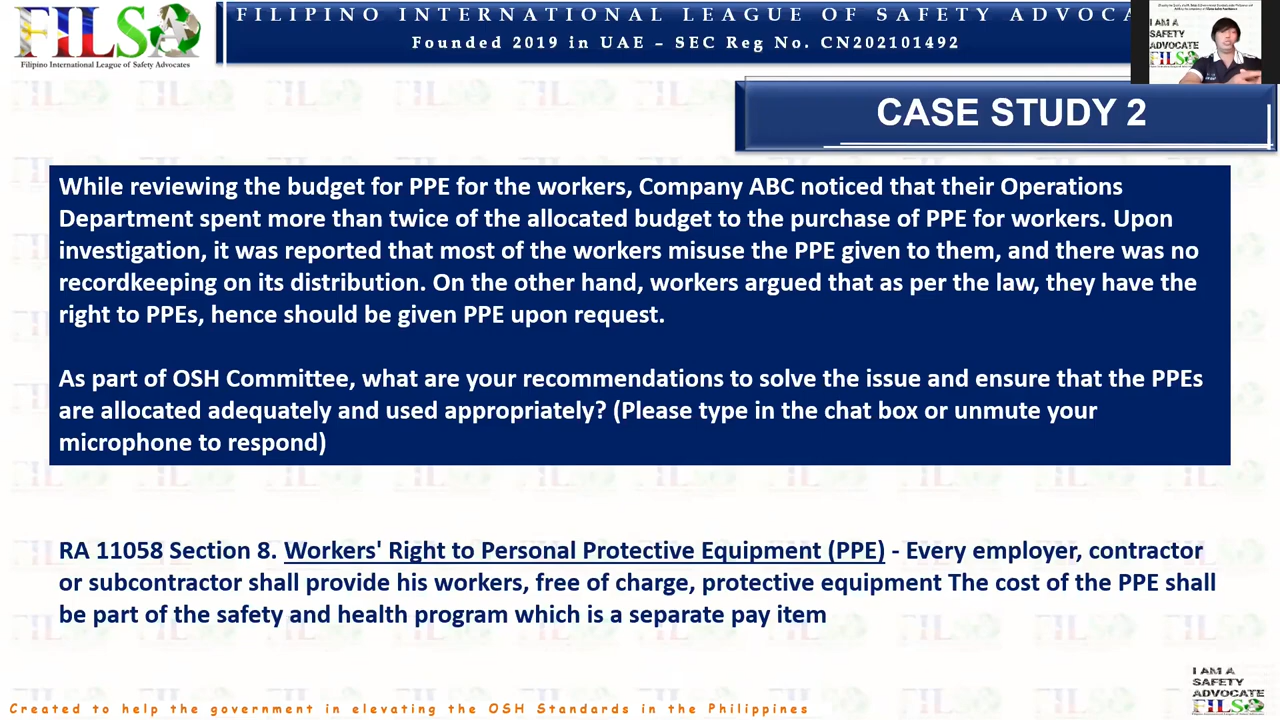 FILSA
Filipino International League of Safety Advocates
FILIPINO INTERNATIONAL LEAGUE OF SAFETY ADVOCA
Founded 2019 in UAE – SEC Reg No. CN202101492
I AM A
SAFETY
ADVOCATE
FILSA
CASE STUDY 2
While reviewing the budget for PPE for the workers, Company ABC noticed that their Operations
Department spent more than twice of the allocated budget to the purchase of PPE for workers. Upon
investigation, it was reported that most of the workers misuse the PPE given to them, and there was no
recordkeeping on its distribution. On the other hand, workers argued that as per the law, they have the
right to PPEs, hence should be given PPE upon request.
As part of OSH Committee, what are your recommendations to solve the issue and ensure that the PPEs
are allocated adequately and used appropriately? (Please type in the chat box or unmute your
microphone to respond)
RA 11058 Section 8. Workers' Right to Personal Protective Equipment (PPE) - Every employer, contractor
or subcontractor shall provide his workers, free of charge, protective equipment The cost of the PPE shall
be part of the safety and health program which is a separate pay item
I AM A
SAFETY
ADVOCATE
FILSA
Created to help the government in elevating the OSH Standards in the Philippines